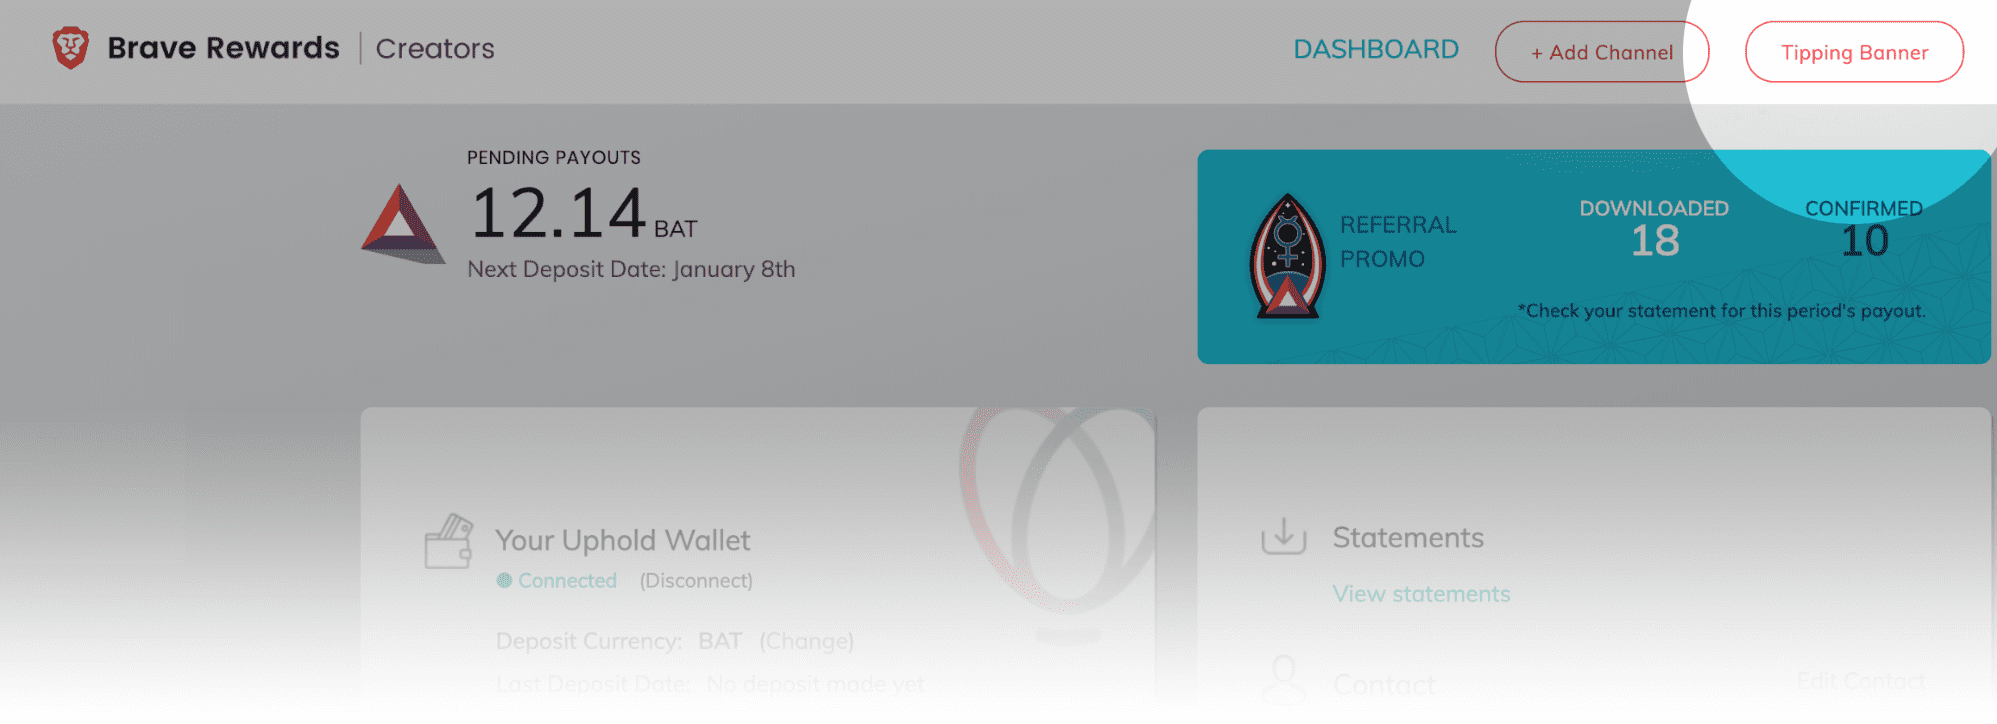 Brave Rewards | Creators
DASHBOARD
+ Add Channel
Tipping Banner
PENDING PAYOUTS
12.14 BAT
Next Deposit Date: January 8th
REFERRAL
PROMO
DOWNLOADED
18
CONFIRMED
10
*Check your statement for this period's payout.
Your Uphold Wallet
Connected (Disconnect)
Deposit Currency: BAT (Change)
Last Deposit Date: No deposit made yet
Statements
View statements
Contact
Edit Contact